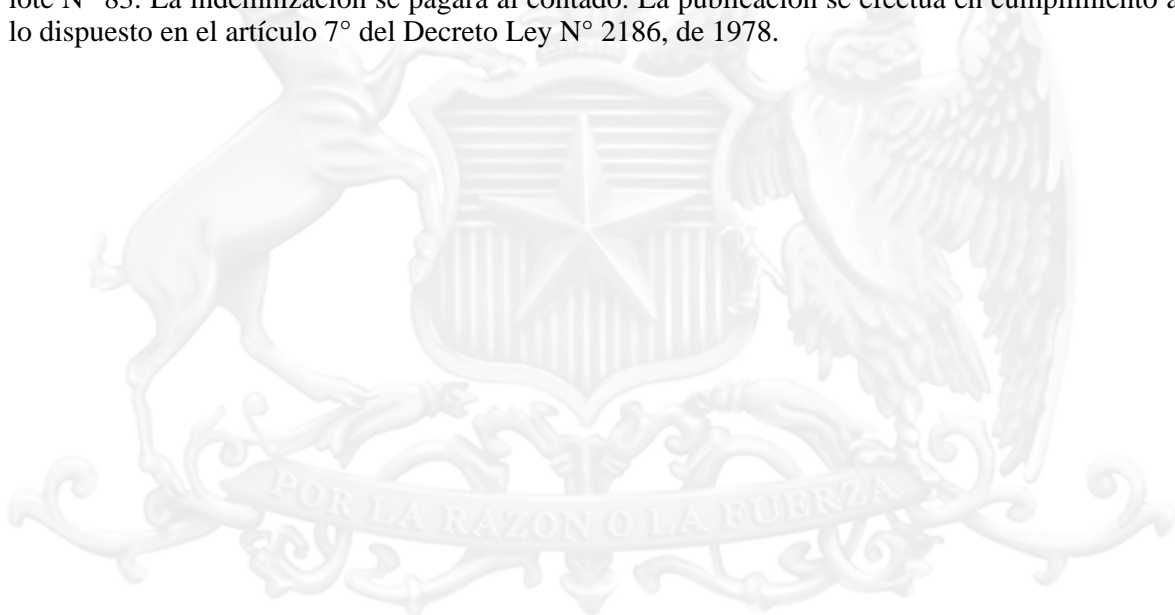 lote N° 83. La indemnización se pagará al contado. La publicación se efectúa en cumplimiento a
lo dispuesto en el artículo 7° del Decreto Ley N° 2186, de 1978.
POR LA RAZON O LA FUERZA